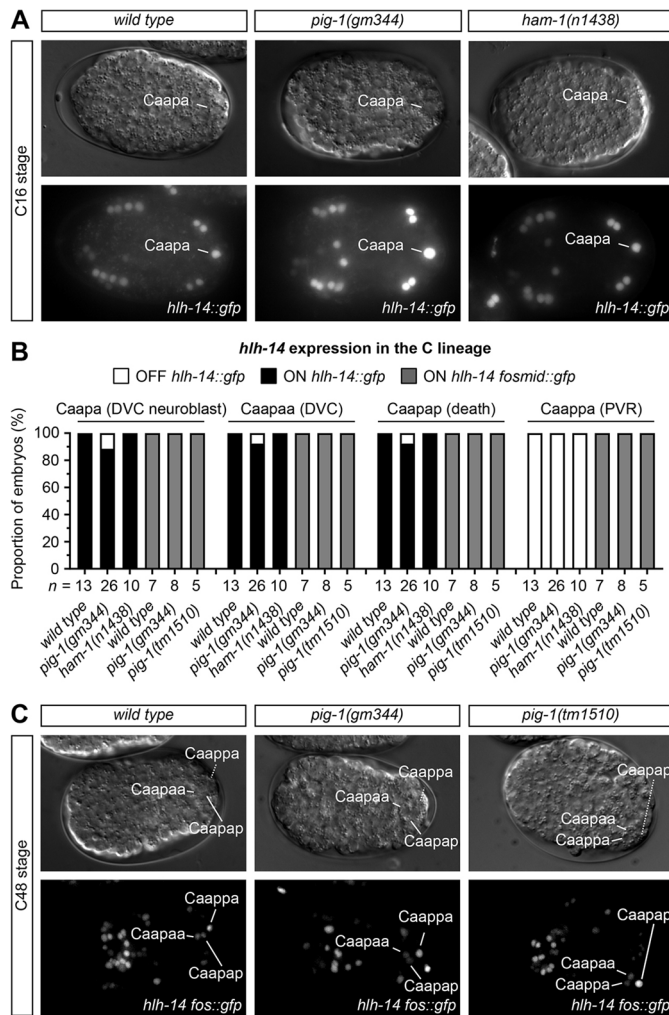 A
wild type pig-1(gm344) ham-1(n1438)
C16 stage
Caapa Caapa Caapa
Caapa Caapa Caapa
hlh-14::gfp hlh-14::gfp hlh-14::gfp
B
hlh-14 expression in the C lineage
OFF hlh-14::gfp ON hlh-14::gfp ON hlh-14 fosmid::gfp
Caapa (DVC neuroblast) Caapaa (DVC) Caapap (death) Caappa (PVR)
Proportion of embryos (%)
100
80
60
40
20
0
n = 13 26 10 7 8 5 13 26 10 7 8 5 13 26 10 7 8 5 13 26 10 7 8 5
wild type pig-1(gm344) ham-1(n1438) wild type pig-1(gm344) pig-1(tm1510) wild type pig-1(gm344) ham-1(n1438) wild type pig-1(gm344) pig-1(tm1510) wild type pig-1(gm344) ham-1(n1438) wild type pig-1(gm344) pig-1(tm1510) wild type pig-1(gm344) ham-1(n1438) wild type pig-1(gm344) pig-1(tm1510)
C
wild type pig-1(gm344) pig-1(tm1510)
C48 stage
Caappa
Caapaa
Caapap
Caappa
Caapaa
Caapap
Caapap
Caapaa
Caappa
Caappa
Caapaa
Caapap
hlh-14 fos::gfp
Caappa
Caapaa
Caapap
hlh-14 fos::gfp
Caapap
Caapaa
Caappa
hlh-14 fos::gfp